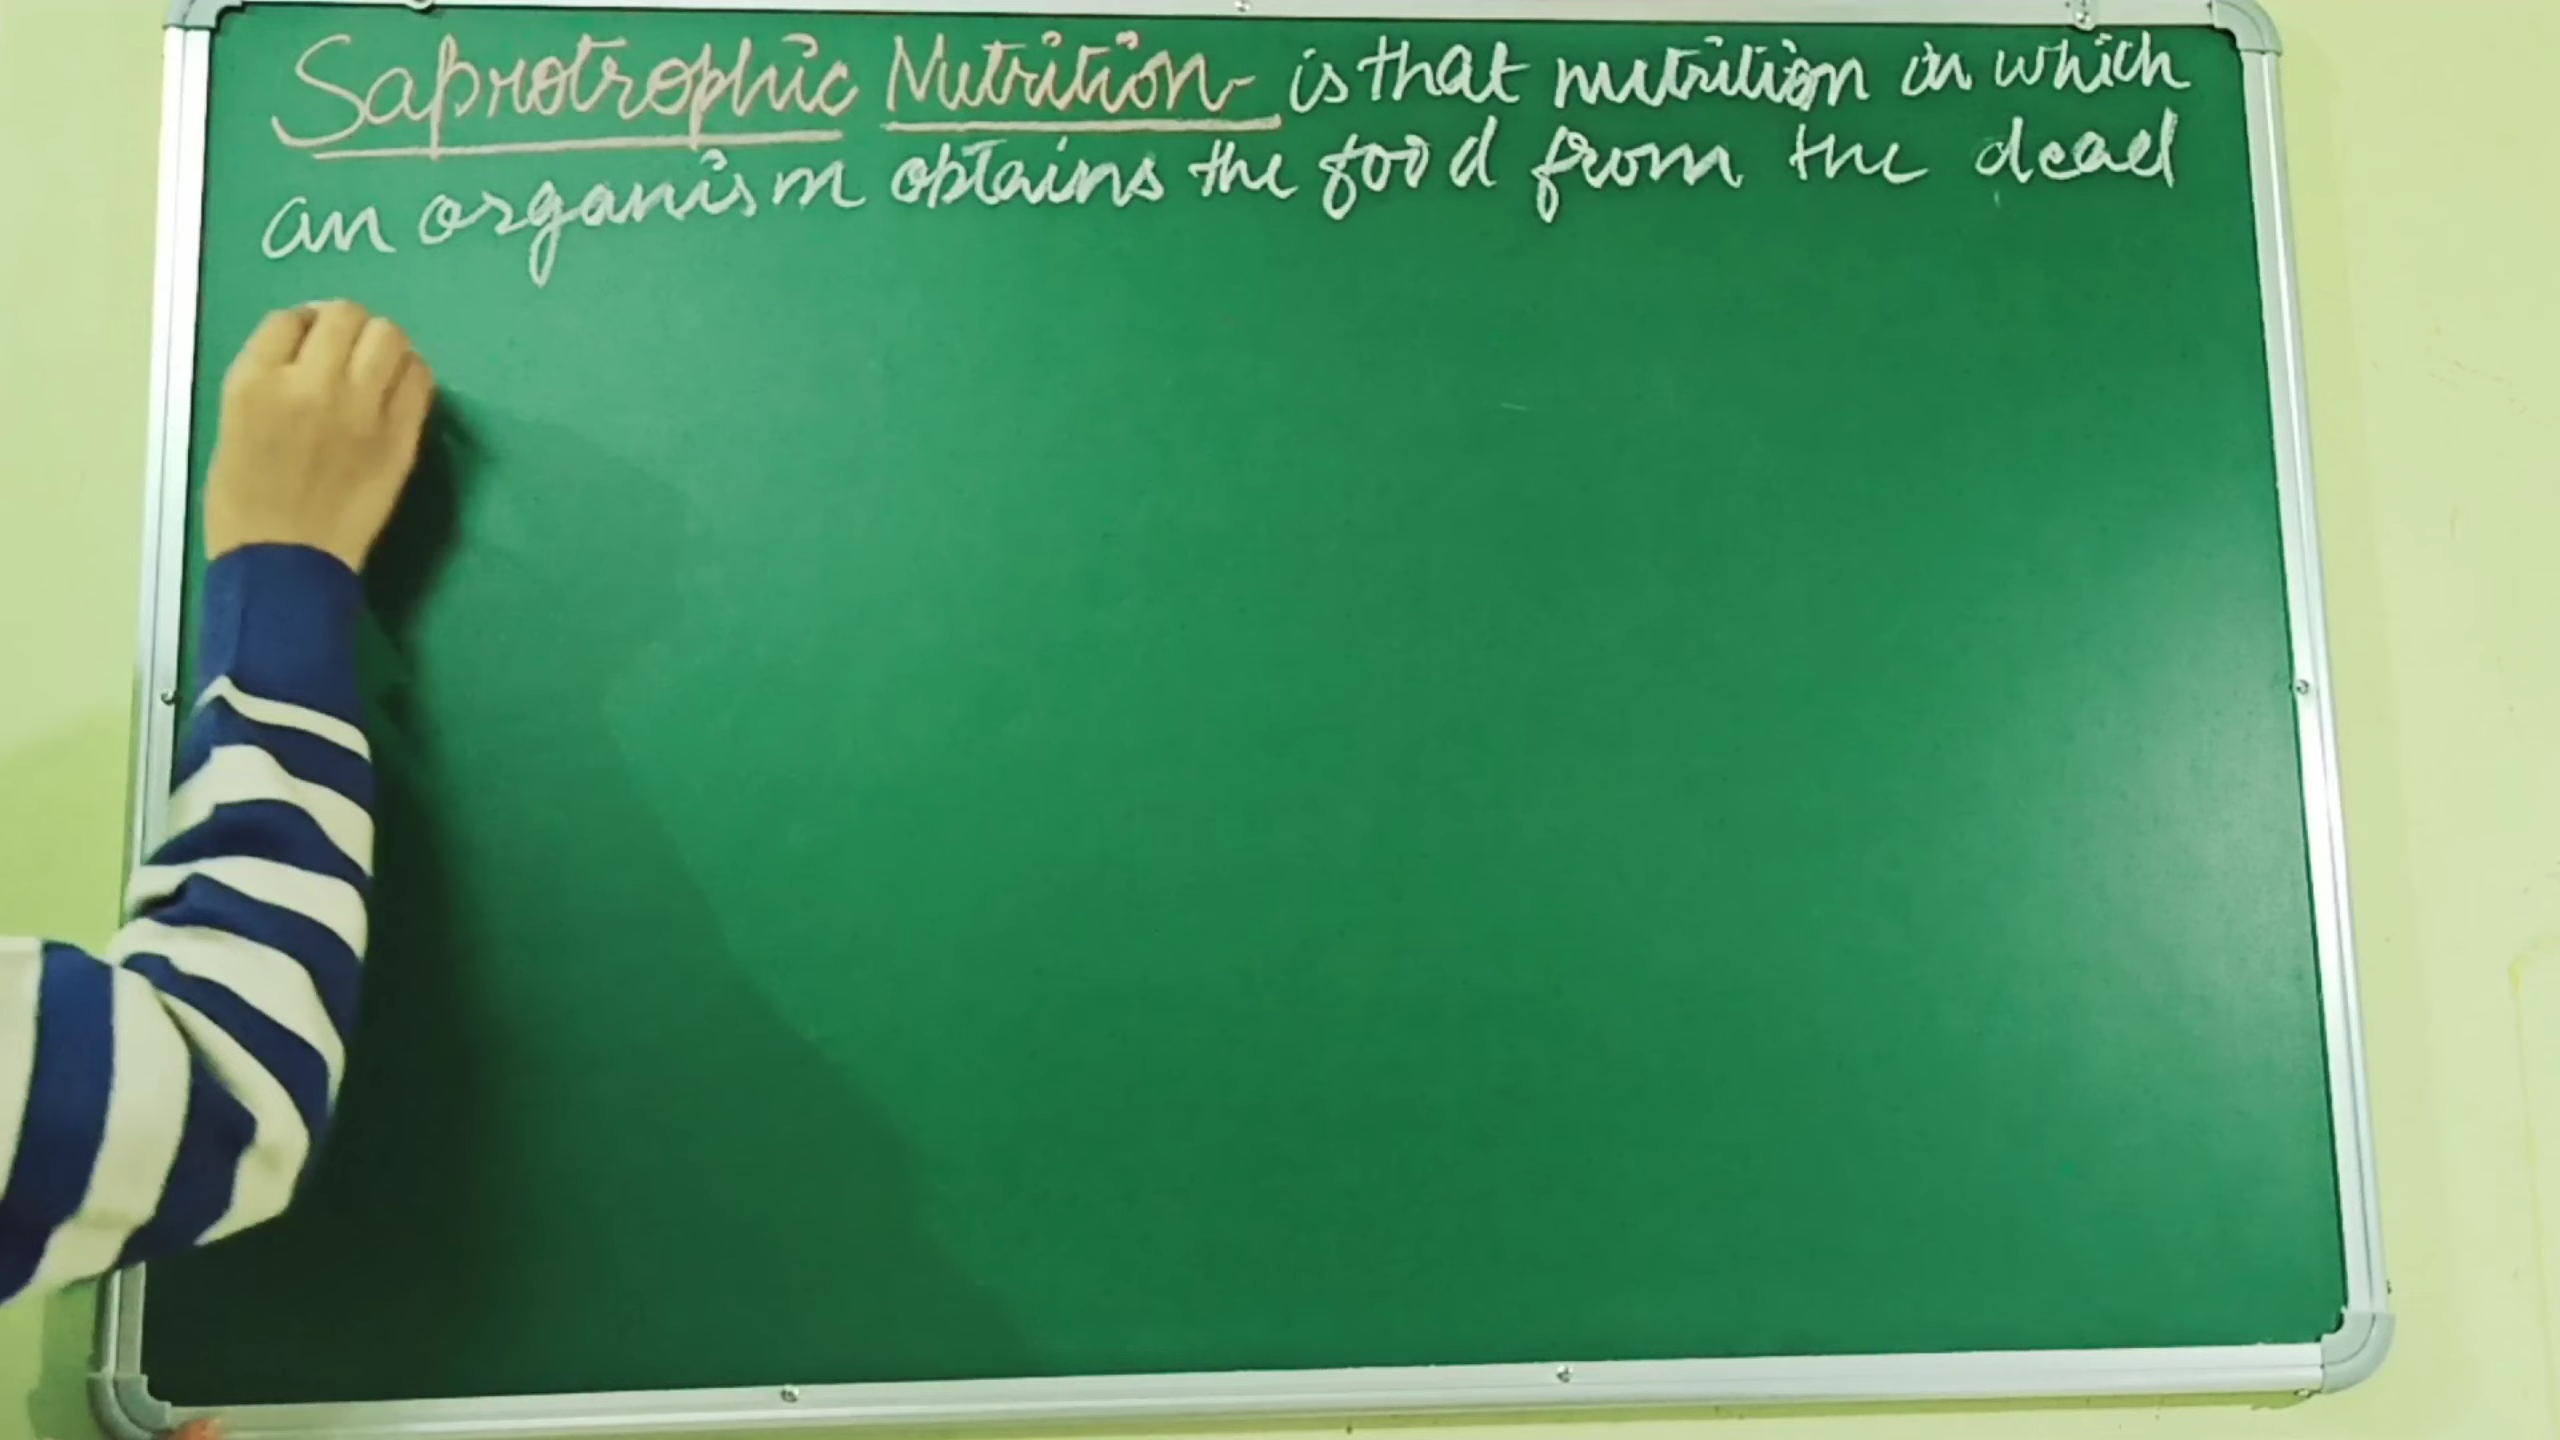 Saprotrophic Nutrition is that nutrition in which
an organism obtains the food from the dead